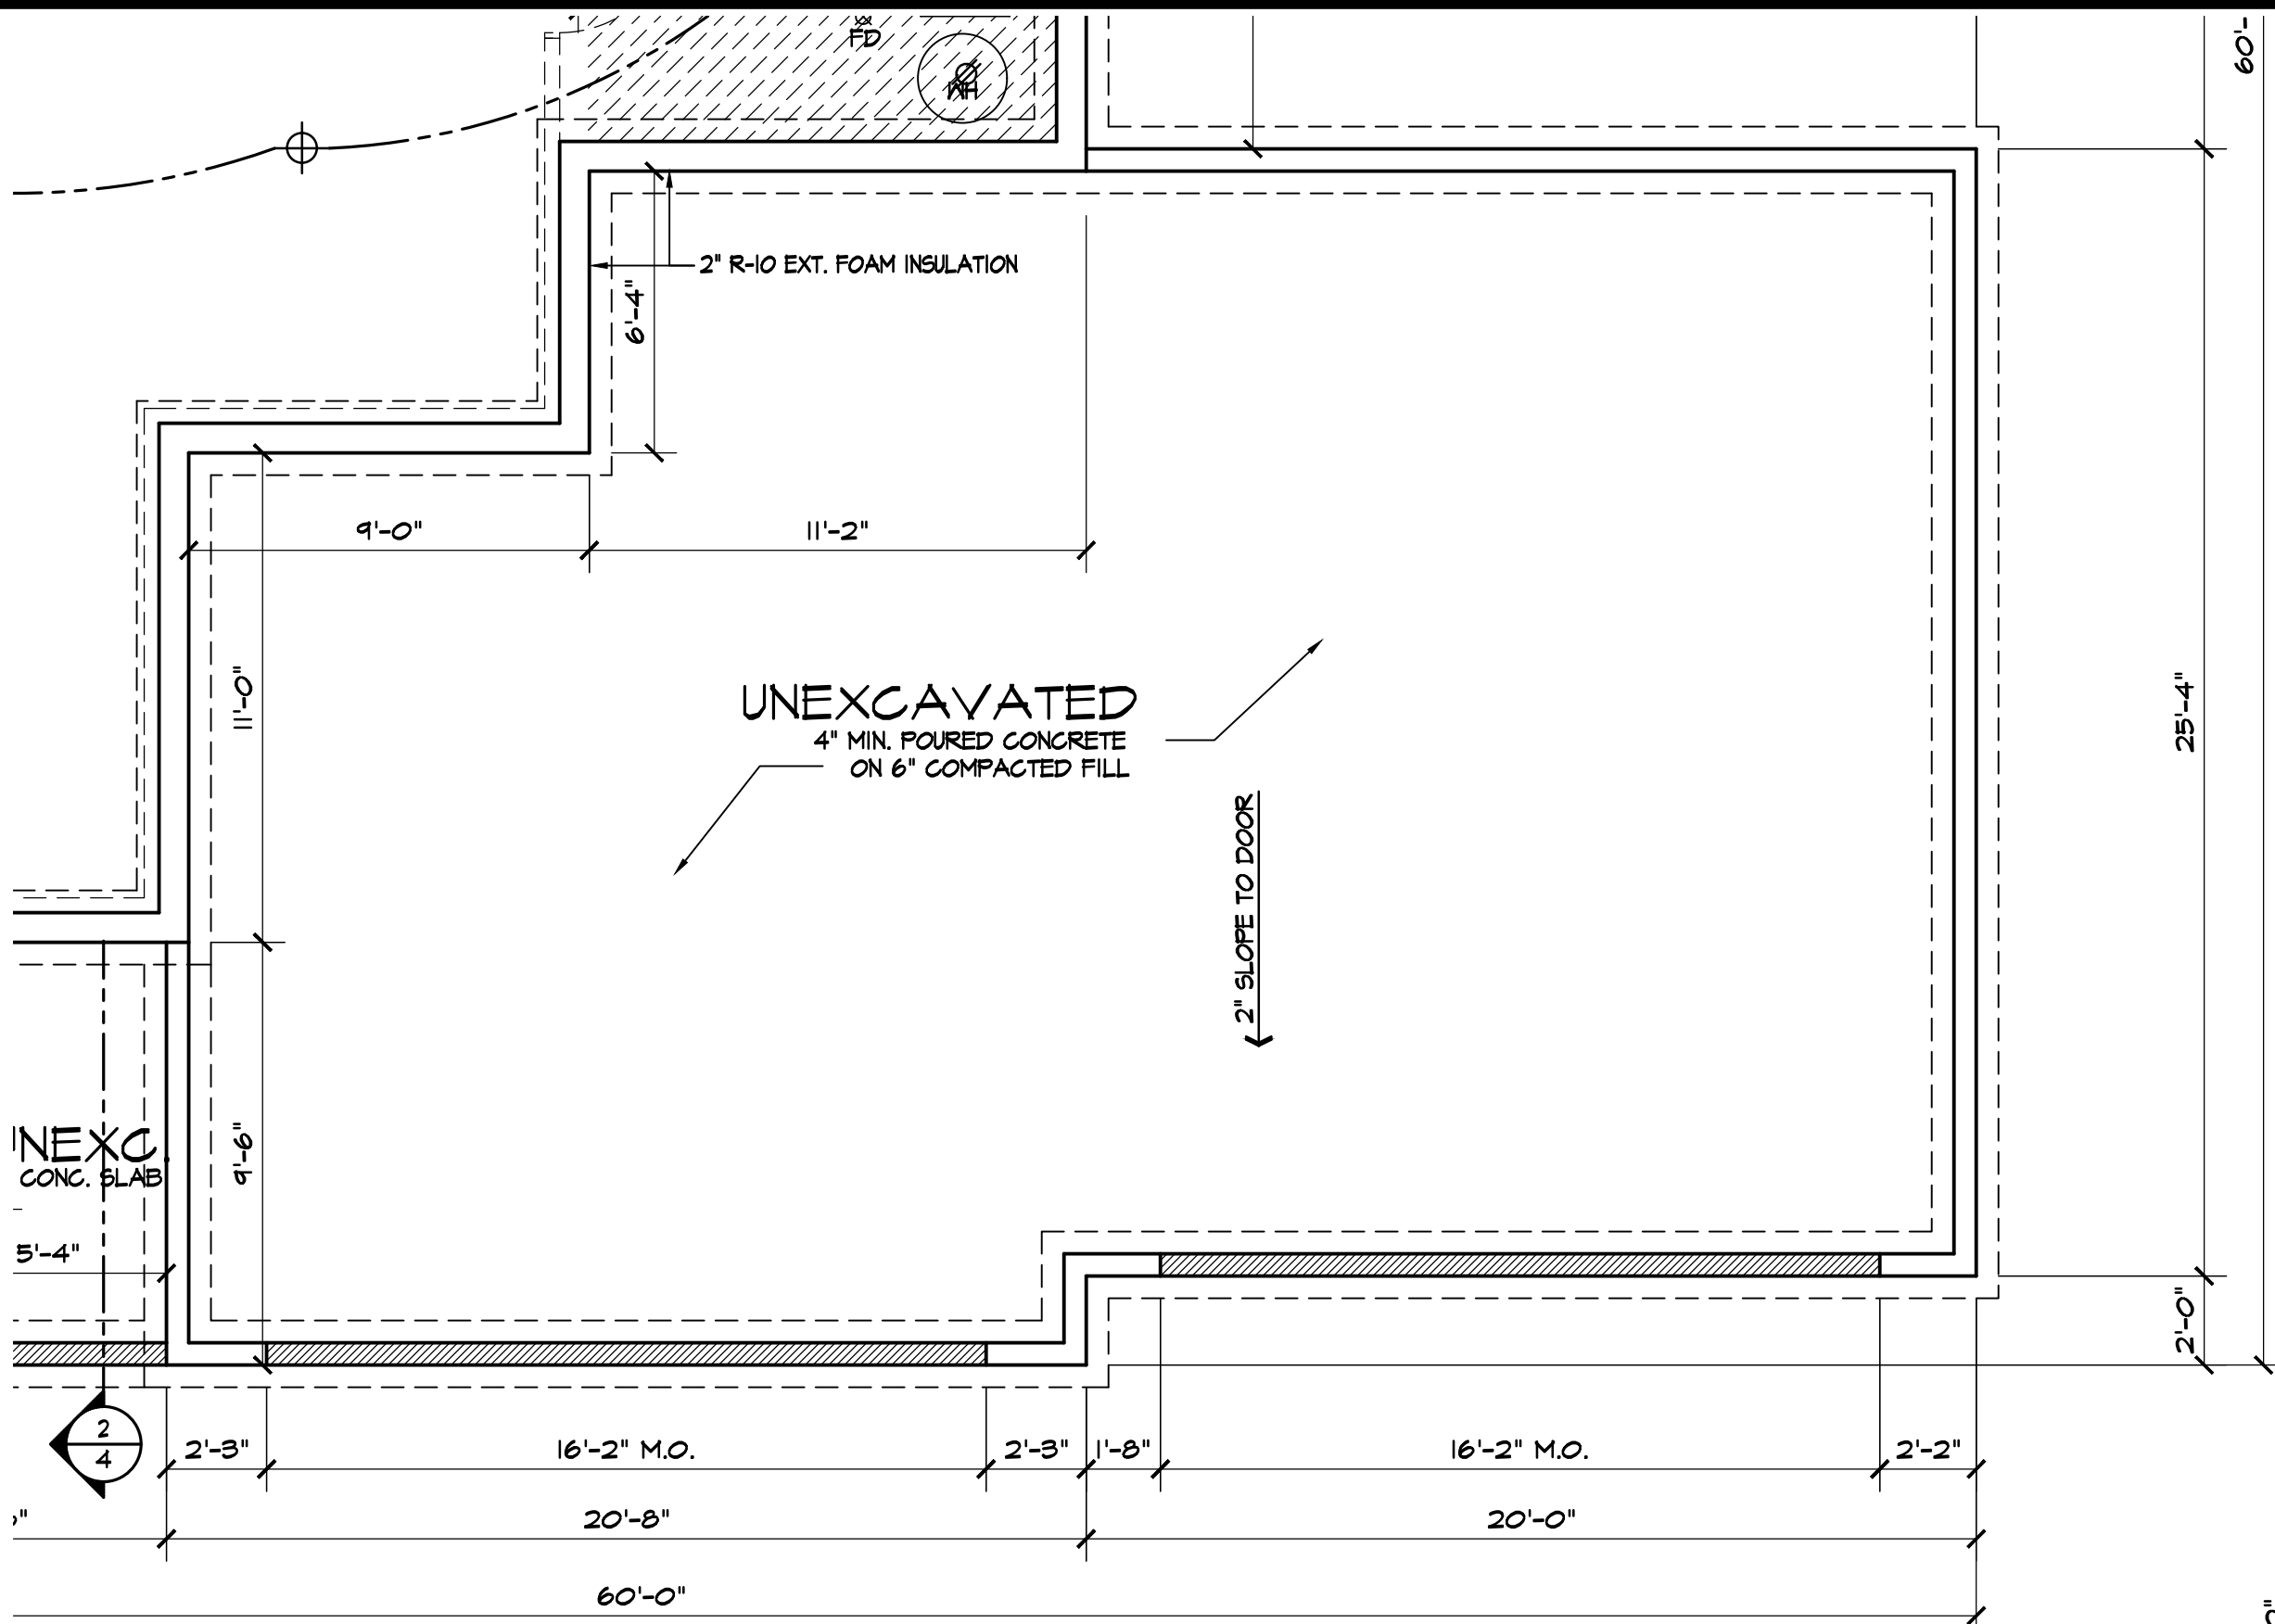 FD
WH
60'-
2" R-10 EXT. FOAM INSULATION
6'-4"
9'-0"
11'-2"
11'-0"
25'-4"
UNEXCAVATED
4" MIN. POURED CONCRETE
ON 6" COMPACTED FILL
2" SLOPE TO DOOR
NEXC.
CONC. SLAB
9'-6"
5'-4"
2'-0"
2
4
2'-3"
16'-2" M.O.
2'-3"
1'-8"
16'-2" M.O.
2'-2"
20'-8"
20'-0"
60'-0"